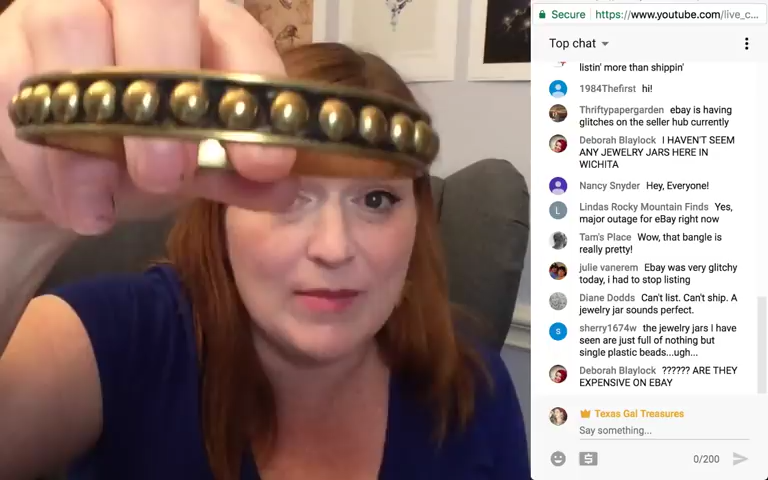 Secure https://www.youtube.com/live_c...
Top chat
listin' more than shippin'
1984Thefirst hi!
Thriftypapergarden ebay is having
glitches on the seller hub currently
Deborah Blaylock I HAVEN'T SEEM
ANY JEWELRY JARS HERE IN
WICHITA
Nancy Snyder Hey, Everyone!
L
Lindas Rocky Mountain Finds Yes,
major outage for eBay right now
Tam's Place Wow, that bangle is
really pretty!
julie vanerem Ebay was very glitchy
today, i had to stop listing
Diane Dodds Can't list. Can't ship. A
jewelry jar sounds perfect.
s
sherry1674w the jewelry jars I have
seen are just full of nothing but
single plastic beads...ugh...
Deborah Blaylock ?????? ARE THEY
EXPENSIVE ON EBAY
Texas Gal Treasures
Say something...
$
0/200